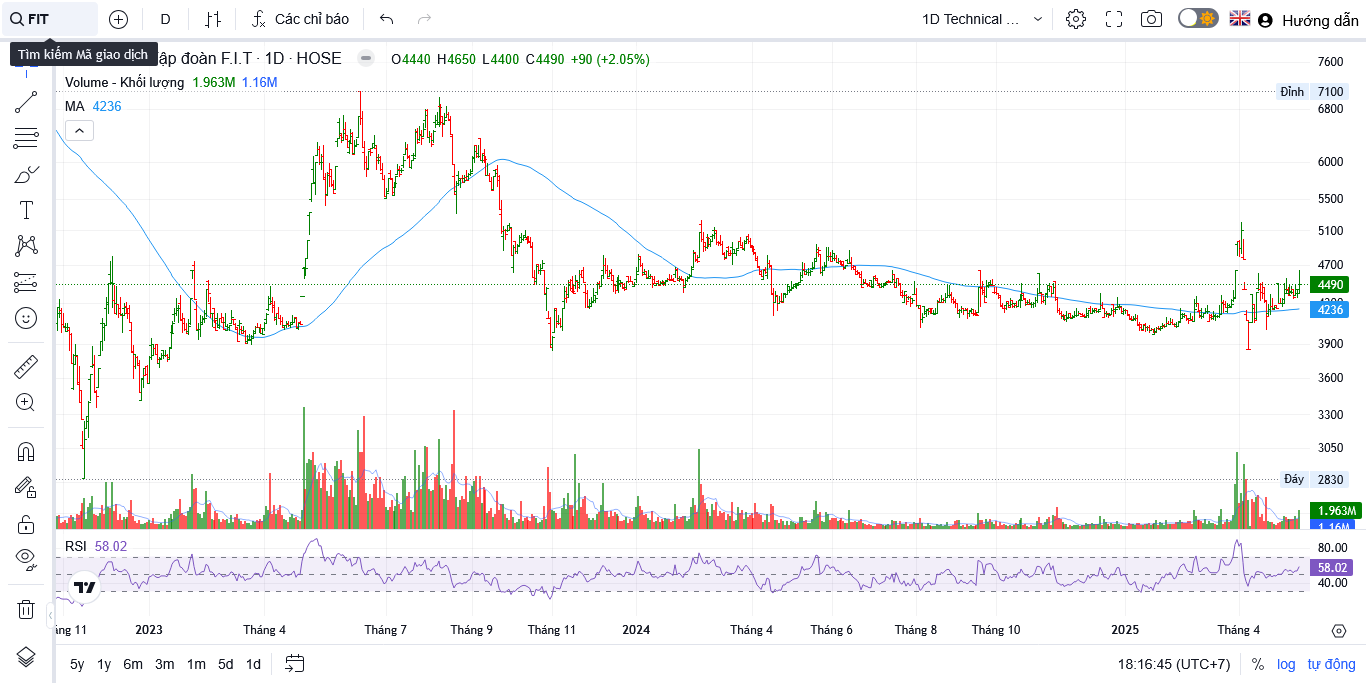 FIT
D
Các chỉ báo
1D Technical ...
Hướng dẫn
Tìm kiếm Mã giao dịch
ập đoàn F.I.T · 1D · HOSE
O4440 H4650 L4400 C4490 +90 (+2.05%)
Volume - Khối lượng 1.963M 1.16M
MA 4236
7600
Đỉnh 7100
6800
6000
5500
5100
4700
4490
4236
3900
3600
3300
3050
Đáy 2830
1.963M
1.16M
RSI 58.02
80.00
58.02
40.00
ng 11
2023
Tháng 4
Tháng 7
Tháng 9
Tháng 11
2024
Tháng 4
Tháng 6
Tháng 8
Tháng 10
2025
Tháng 4
5y 1y 6m 3m 1m 5d 1d
18:16:45 (UTC+7)
% log tự động